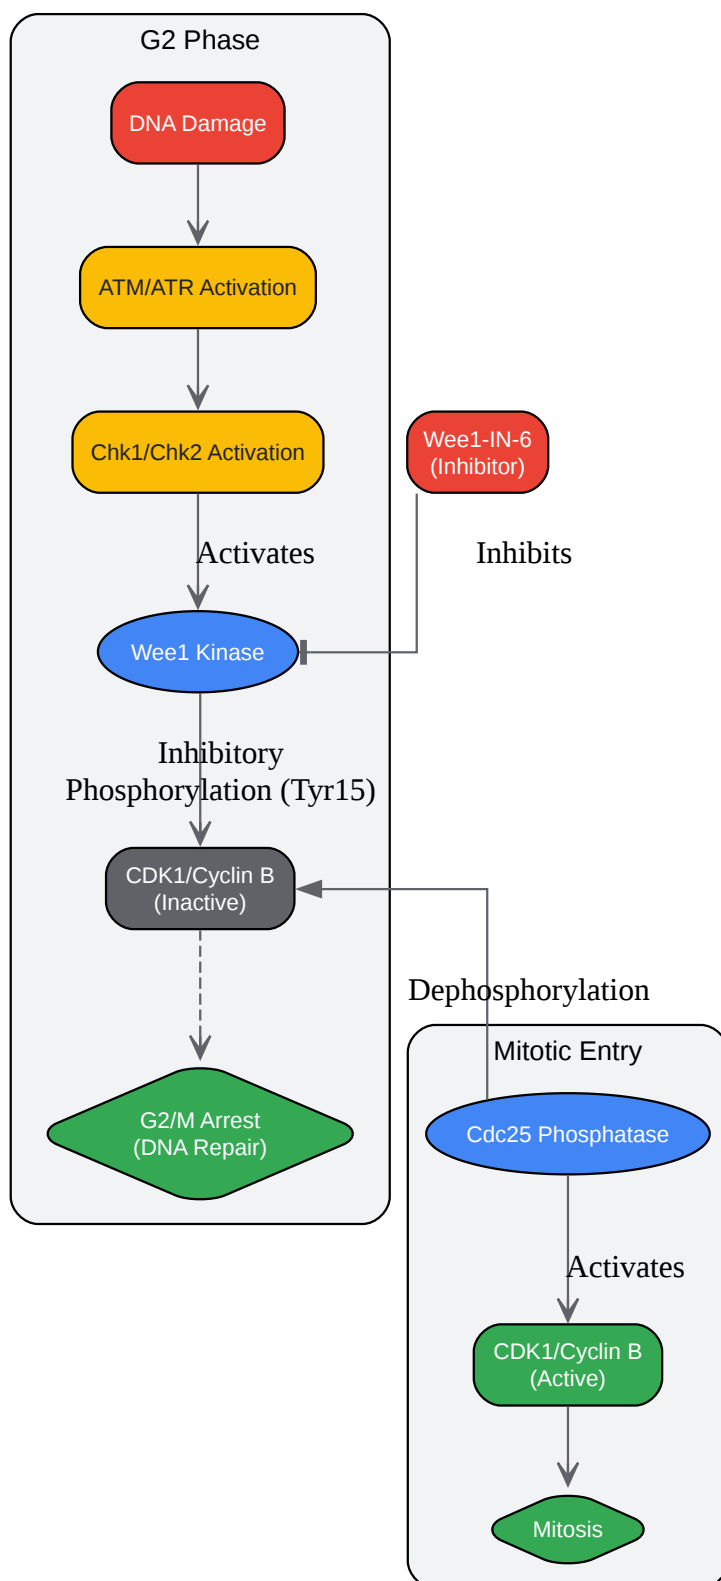 G2 Phase
DNA Damage
ATM/ATR Activation
Chk1/Chk2 Activation
Wee1-IN-6
(Inhibitor)
Activates
Inhibits
Wee1 Kinase
Inhibitory
Phosphorylation (Tyr15)
CDK1/Cyclin B
(Inactive)
Dephosphorylation
Mitotic Entry
G2/M Arrest
(DNA Repair)
Cdc25 Phosphatase
Activates
CDK1/Cyclin B
(Active)
Mitosis